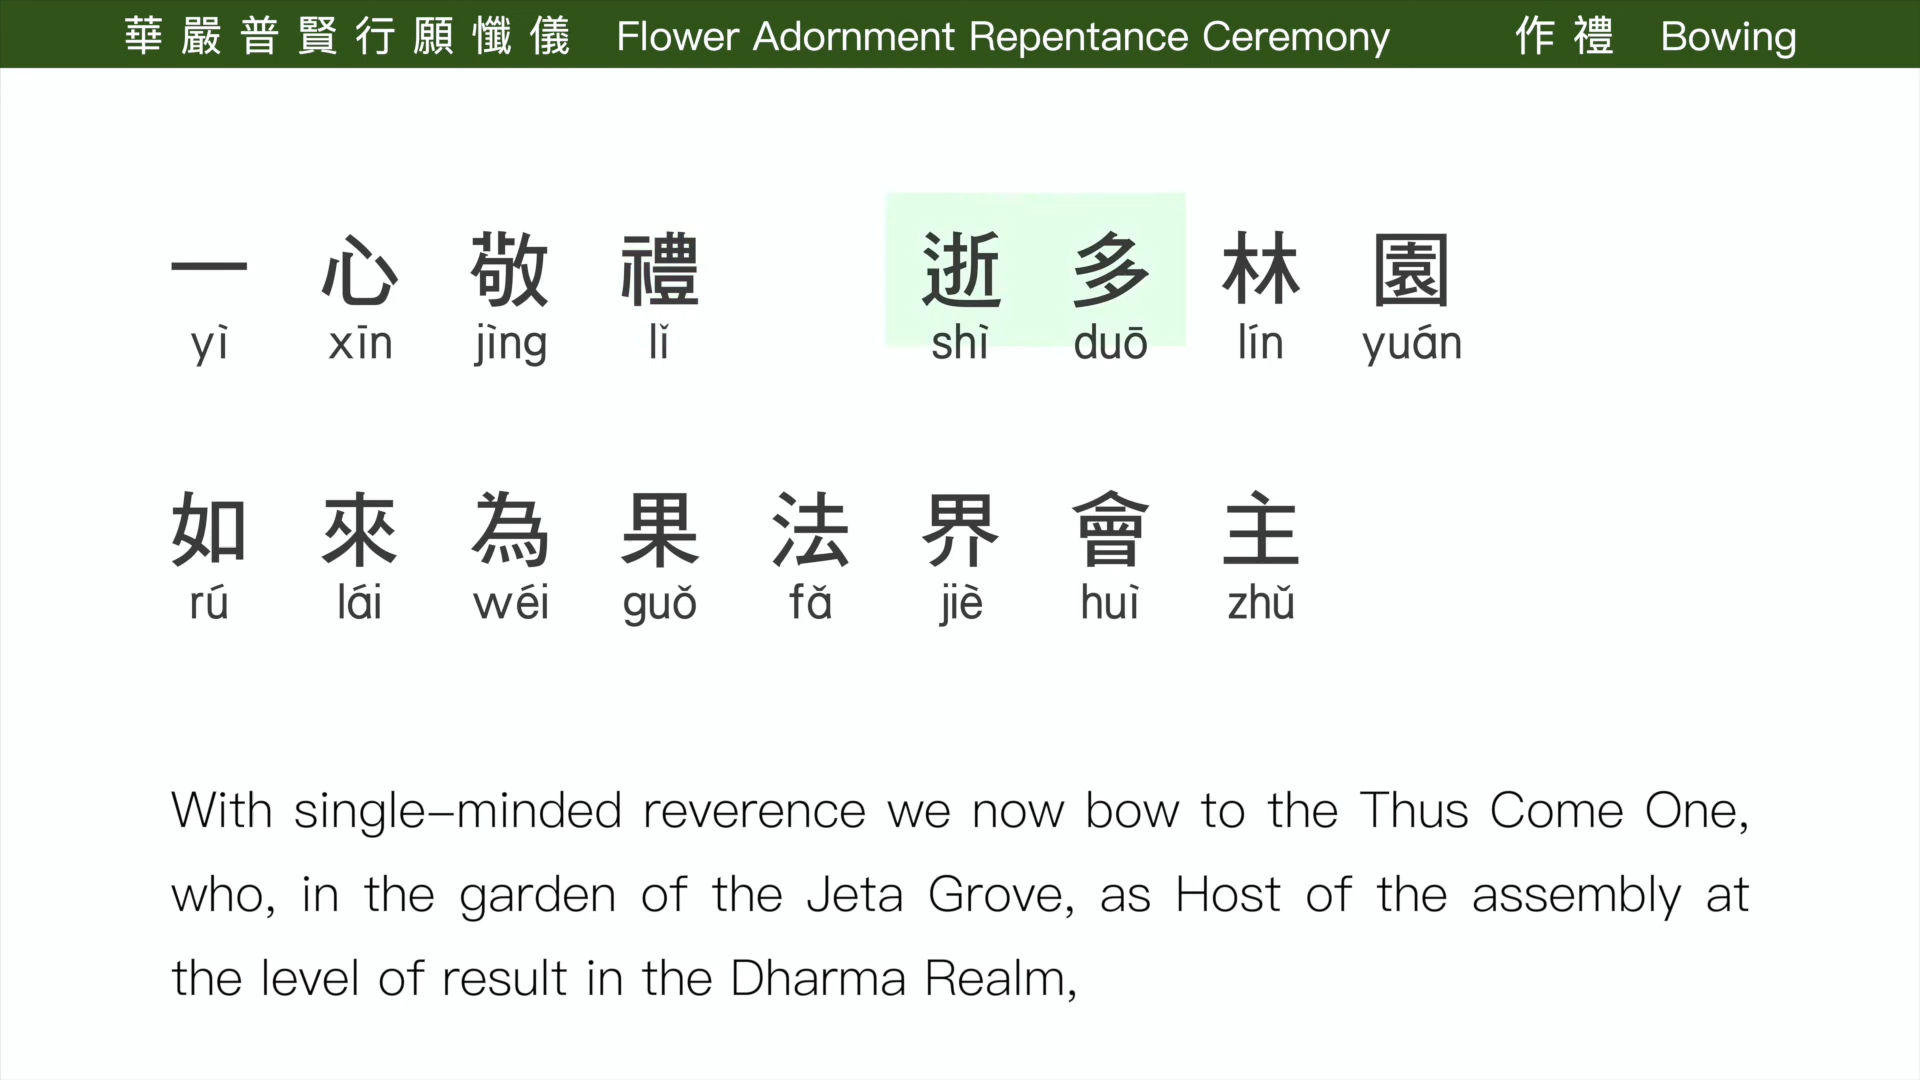 華嚴普賢行願懺儀 Flower Adornment Repentance Ceremony 作禮 Bowing
一心敬禮 逝多林園
yì xīn jìng lǐ shì duō lín yuán
如來為果法界會主
rú lái wéi guǒ fǎ jiè huì zhǔ
With single-minded reverence we now bow to the Thus Come One,
who, in the garden of the Jeta Grove, as Host of the assembly at
the level of result in the Dharma Realm,